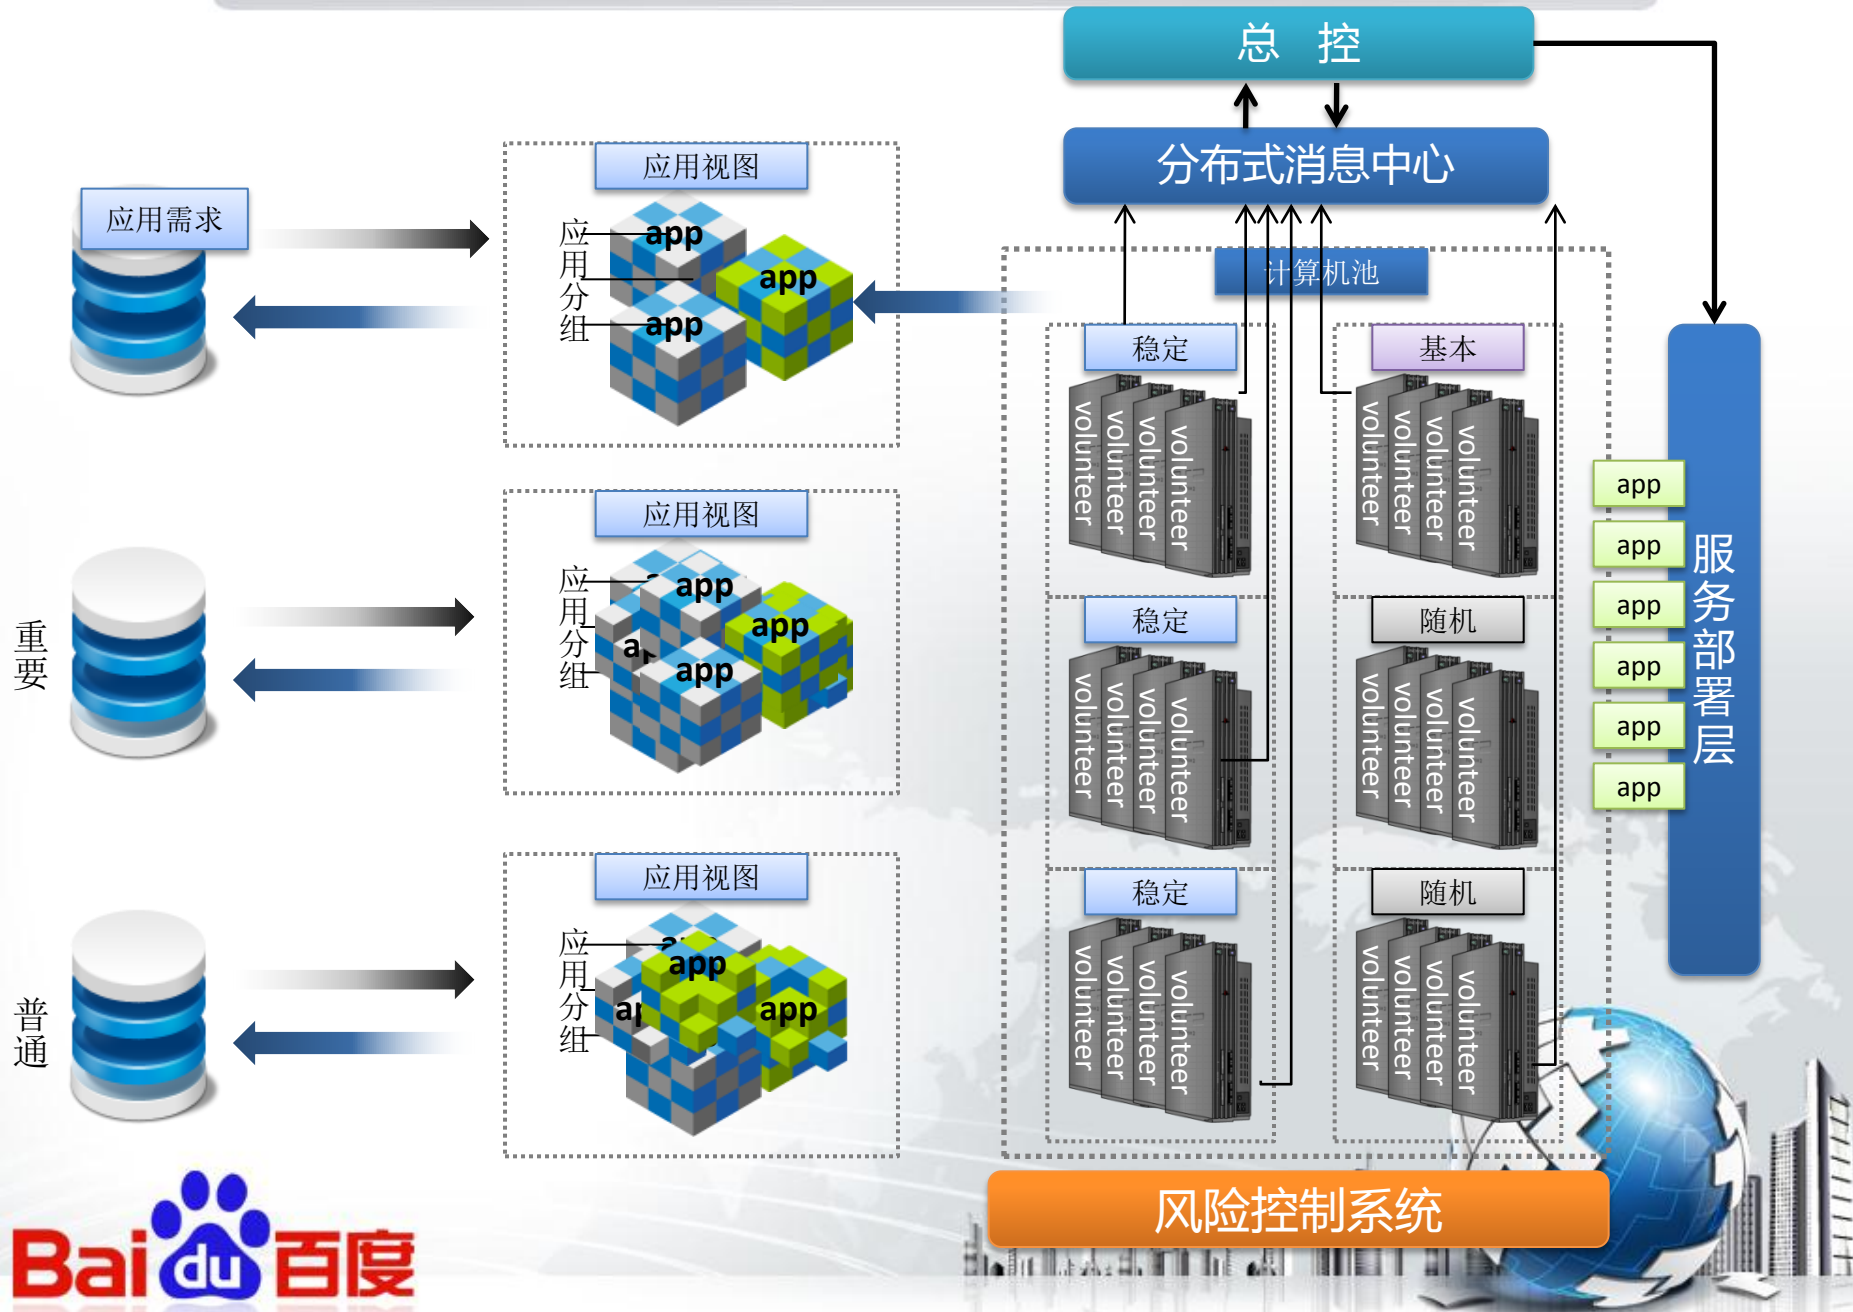 总 控
分布式消息中心
应用需求
应用视图
应用分组
app
app
app
计算机池
稳定
volunteer
volunteer
volunteer
volunteer
基本
volunteer
volunteer
volunteer
volunteer
重要
应用视图
应用分组
app
app
app
稳定
volunteer
volunteer
volunteer
volunteer
随机
volunteer
volunteer
volunteer
volunteer
普通
应用视图
应用分组
app
app
稳定
volunteer
volunteer
volunteer
volunteer
随机
volunteer
volunteer
volunteer
volunteer
app
app
app
app
app
app
服务部署层
风险控制系统
Bai du 百度